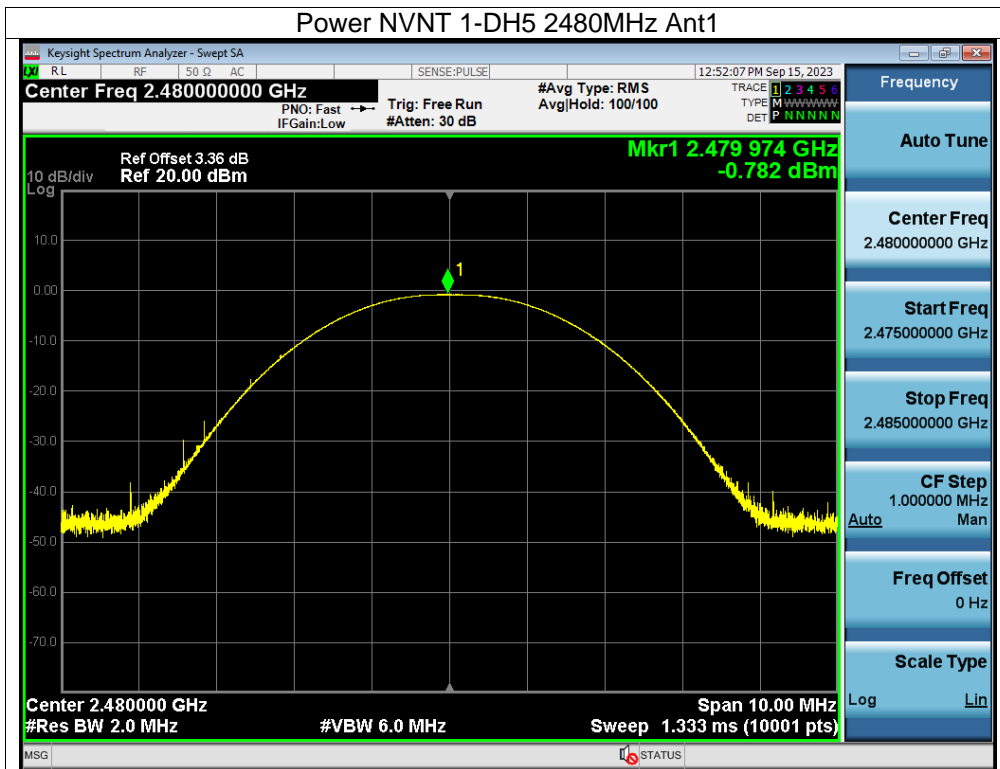 Power NVNT 1-DH5 2480MHz Ant1
Keysight Spectrum Analyzer - Swept SA
LXI RL RF 50 Ω AC SENSE:PULSE 12:52:07 PM Sep 15, 2023
Center Freq 2.480000000 GHz #Avg Type: RMS TRACE 1 2 3 4 5 6
PNO: Fast Trig: Free Run Avg|Hold: 100/100 TYPE M WWWWW
IFGain:Low #Atten: 30 dB DET P N N N N N
Mkr1 2.479 974 GHz
-0.782 dBm
Ref Offset 3.36 dB
10 dB/div Ref 20.00 dBm
Log
10.0
1
0.00
-10.0
-20.0
-30.0
-40.0
-50.0
-60.0
-70.0
Center 2.480000 GHz Span 10.00 MHz
#Res BW 2.0 MHz #VBW 6.0 MHz Sweep 1.333 ms (10001 pts)
MSG STATUS
Frequency
Auto Tune
Center Freq
2.480000000 GHz
Start Freq
2.475000000 GHz
Stop Freq
2.485000000 GHz
CF Step
1.000000 MHz
Auto Man
Freq Offset
0 Hz
Scale Type
Log Lin